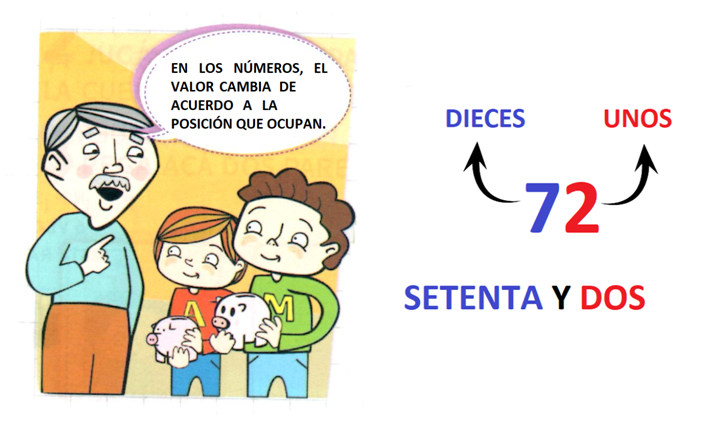 EN LOS NÚMEROS, EL
VALOR CAMBIA DE
ACUERDO A LA
POSICIÓN QUE OCUPAN.
A
M
DIECES UNOS
72
SETENTA Y DOS